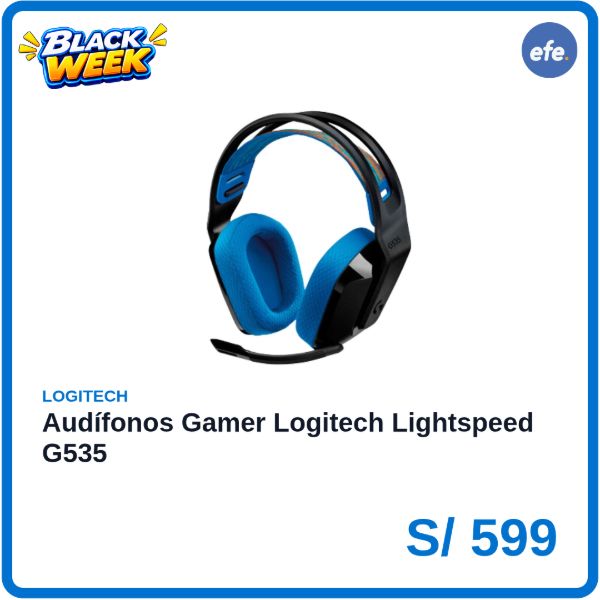 BLACK
WEEK
efe.
G535
LOGITECH
Audífonos Gamer Logitech Lightspeed
G535
S/ 599